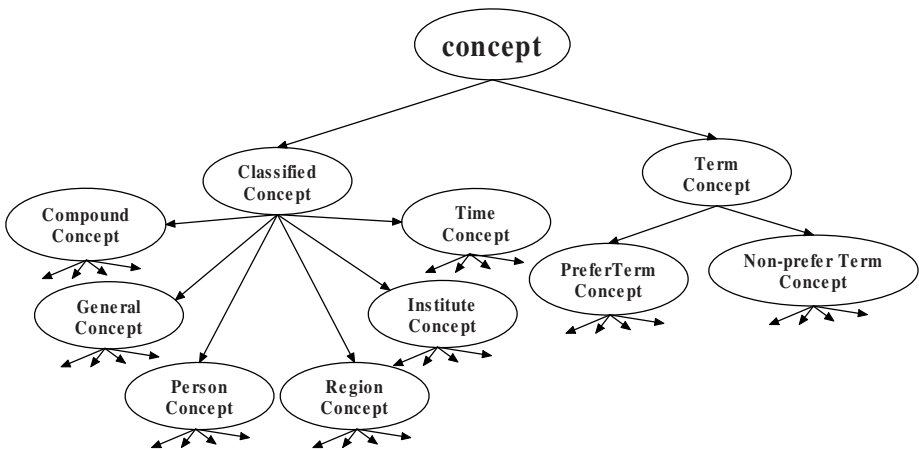 concept
Classified
Concept
Term
Concept
Compound
Concept
Time
Concept
PreferTerm
Concept
Non-prefer Term
Concept
General
Concept
Institute
Concept
Person
Concept
Region
Concept